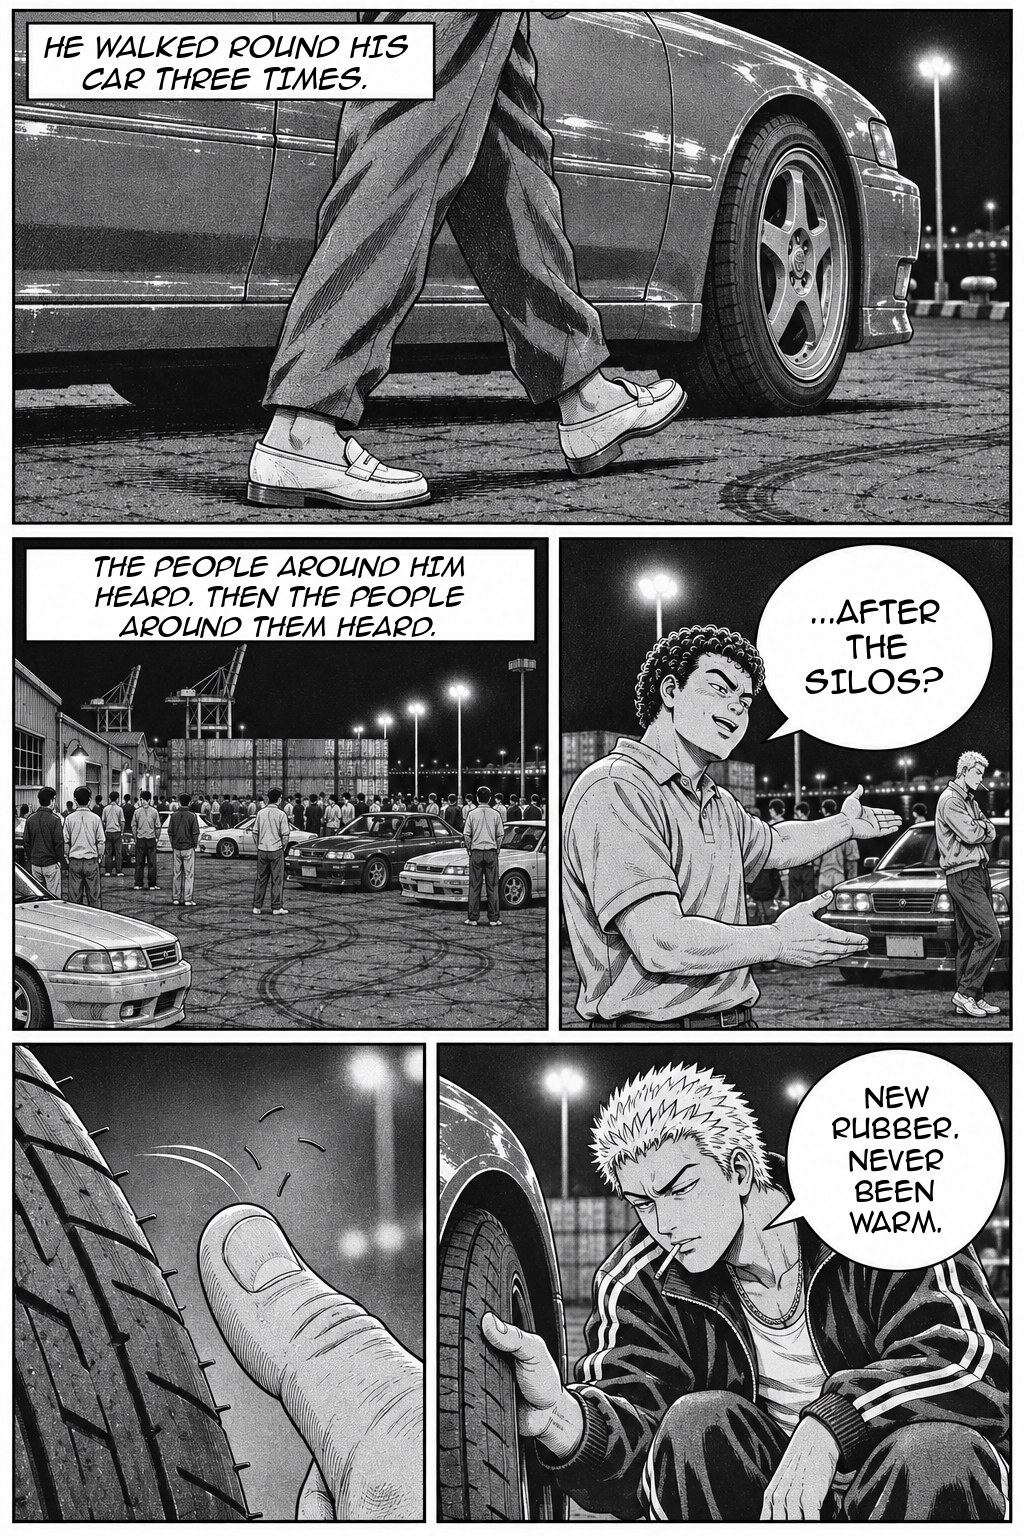 HE WALKED ROUND HIS
CAR THREE TIMES.
THE PEOPLE AROUND HIM
HEARD. THEN THE PEOPLE
AROUND THEM HEARD.
...AFTER
THE
SILOS?
NEW
RUBBER.
NEVER
BEEN
WARM.